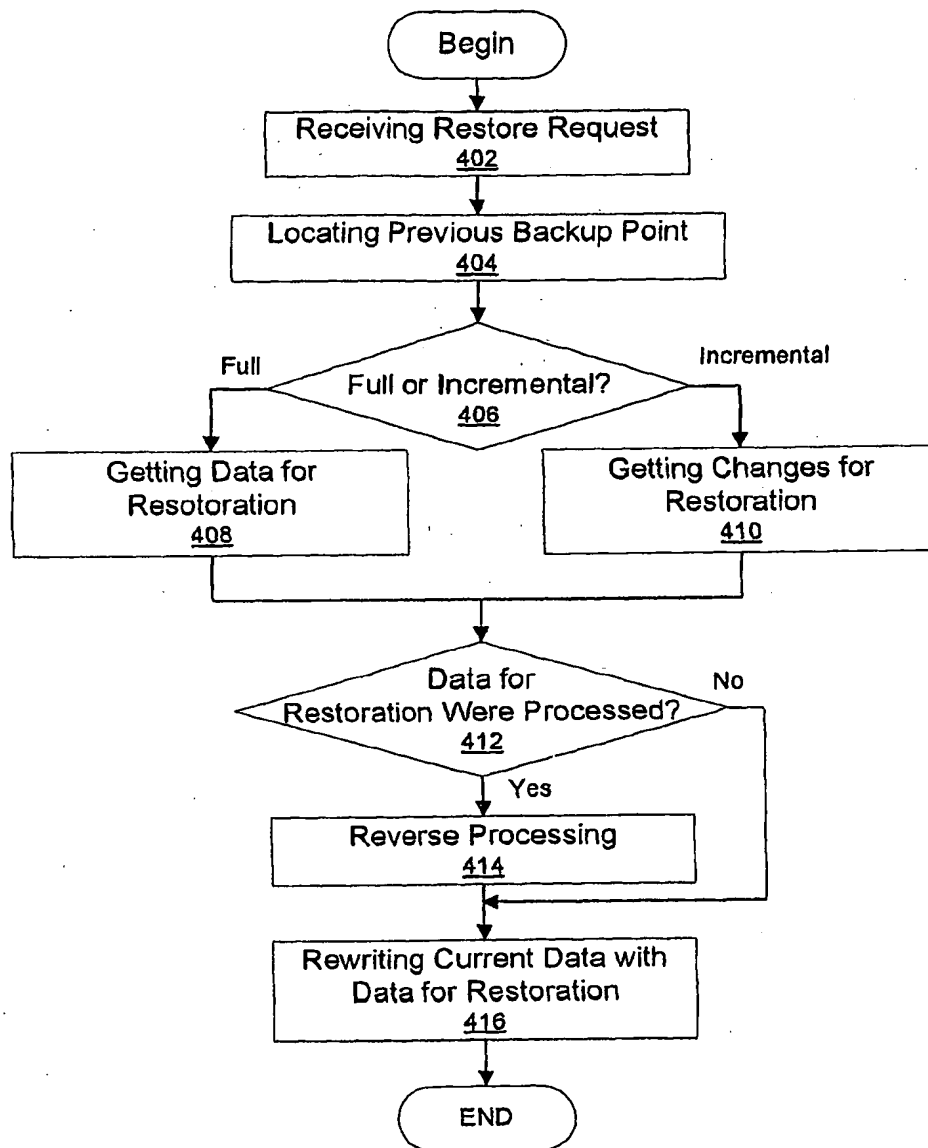 Begin
Receiving Restore Request
402
Locating Previous Backup Point
404
Full
Incremental
Full or Incremental?
406
Getting Data for
Resotoration
408
Getting Changes for
Restoration
410
Data for
Restoration Were Processed?
412
No
Yes
Reverse Processing
414
Rewriting Current Data with
Data for Restoration
416
END